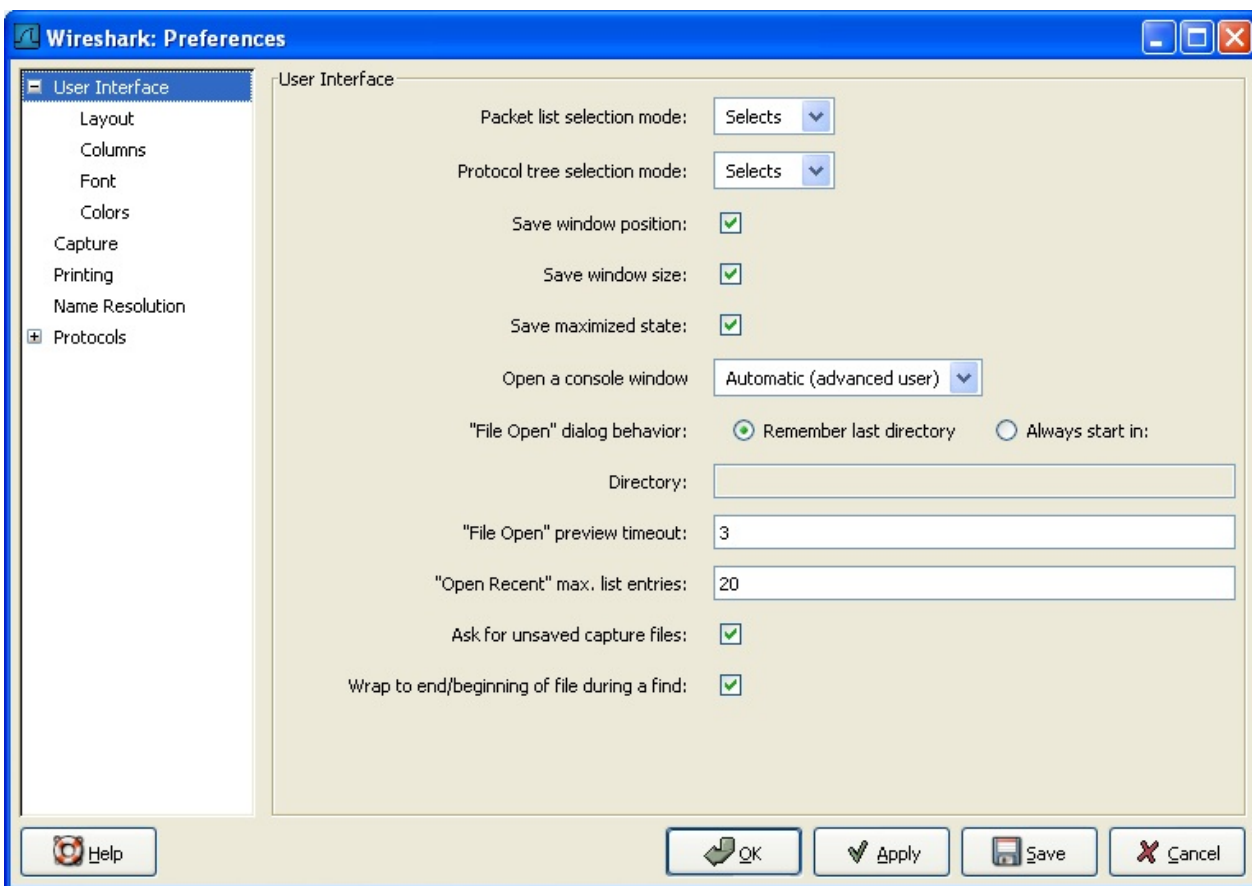 Wireshark: Preferences
User Interface
Layout
Columns
Font
Colors
Capture
Printing
Name Resolution
Protocols
User Interface
Packet list selection mode: Selects
Protocol tree selection mode: Selects
Save window position:
Save window size:
Save maximized state:
Open a console window Automatic (advanced user)
"File Open" dialog behavior: Remember last directory Always start in:
Directory:
"File Open" preview timeout: 3
"Open Recent" max. list entries: 20
Ask for unsaved capture files:
Wrap to end/beginning of file during a find:
Help OK Apply Save Cancel